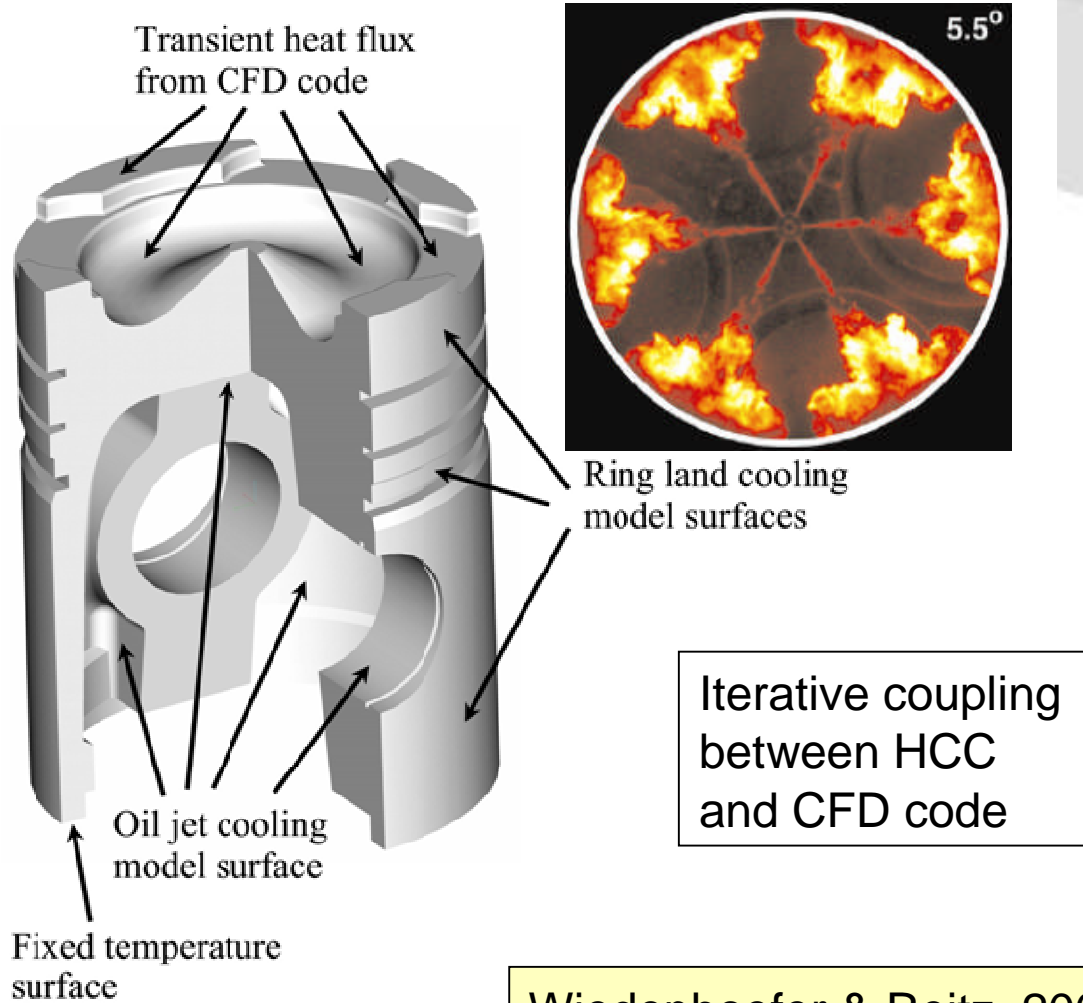 Transient heat flux
from CFD code
5.5°
Ring land cooling
model surfaces
Iterative coupling
between HCC
and CFD code
Oil jet cooling
model surface
Fixed temperature
surface
& Reitz,